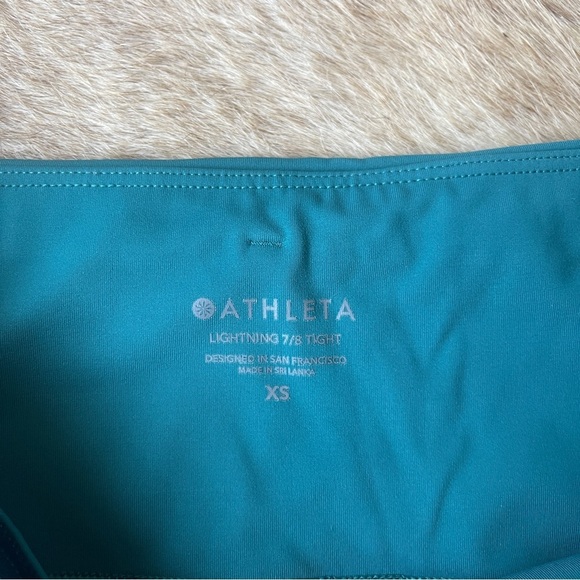 ATHLETA
LIGHTNING 7/8 TIGHT
DESIGNED IN SAN FRANCISCO
MADE IN SRI LANKA
XS